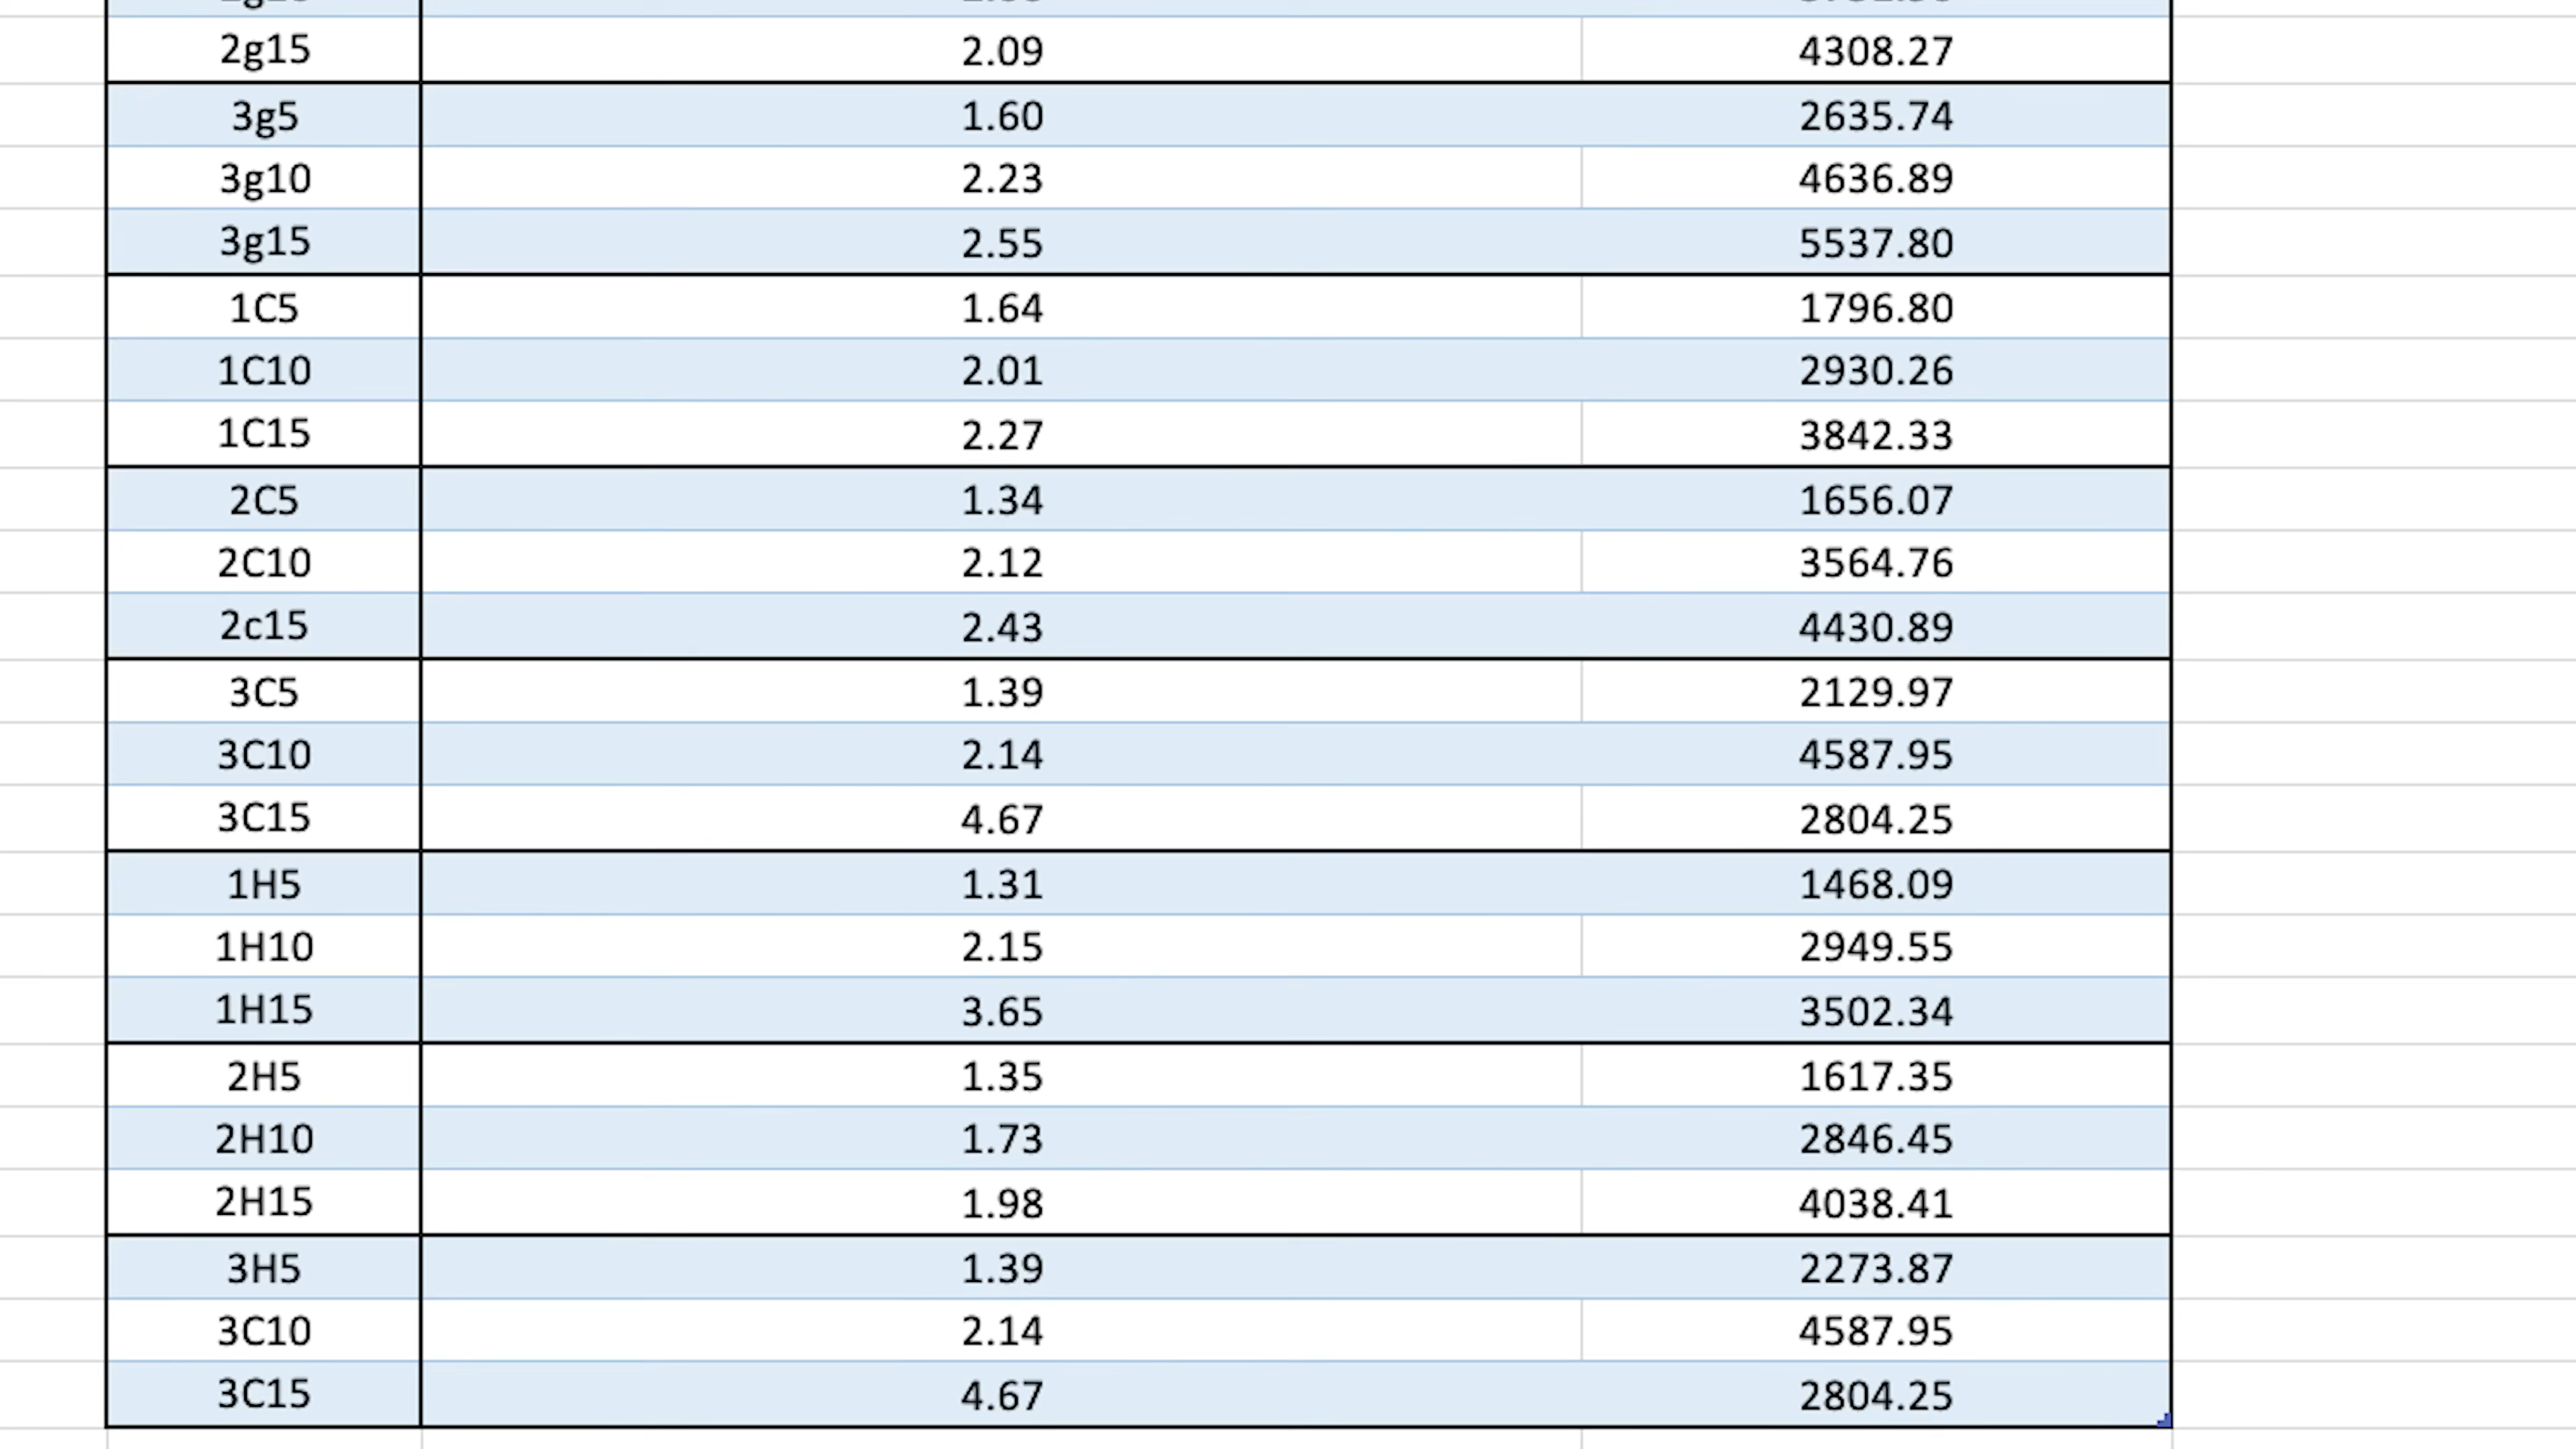 2g15 2.09 4308.27
3g5 1.60 2635.74
3g10 2.23 4636.89
3g15 2.55 5537.80
1C5 1.64 1796.80
1C10 2.01 2930.26
1C15 2.27 3842.33
2C5 1.34 1656.07
2C10 2.12 3564.76
2c15 2.43 4430.89
3C5 1.39 2129.97
3C10 2.14 4587.95
3C15 4.67 2804.25
1H5 1.31 1468.09
1H10 2.15 2949.55
1H15 3.65 3502.34
2H5 1.35 1617.35
2H10 1.73 2846.45
2H15 1.98 4038.41
3H5 1.39 2273.87
3C10 2.14 4587.95
3C15 4.67 2804.25